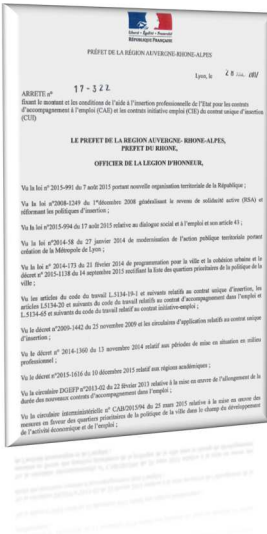 Liberté • Égalité • Fraternité
RÉPUBLIQUE FRANÇAISE
PRÉFET DE LA RÉGION AUVERGNE-RHONE-ALPES
Lyon, le 28
ARRETE n° 17-322
fixant le montant et les conditions de l'aide à l'insertion professionnelle de l'Etat pour les contrats
d'accompagnement à l'emploi (CAE) et les contrats initiative emploi (CIE) du contrat unique d'insertion
(CUI)
LE PREFET DE LA REGION AUVERGNE- RHONE-ALPES,
PREFET DU RHONE,
OFFICIER DE LA LEGION D'HONNEUR,
Vu la loi n°2015-991 du 7 août 2015 portant nouvelle organisation territoriale de la République ;
Vu la loi n°2008-1249 du 1erdécembre 2008 généralisant le revenu de solidarité active (RSA) et
réformant les politiques d'insertion ;
Vu la loi n°2015-994 du 17 août 2015 relative au dialogue social et à l'emploi et son article 43 ;
Vu la loi n°2014-58 du 27 janvier 2014 de modernisation de l'action publique territoriale portant
création de la Métropole de Lyon ;
Vu la loi n° 2014-173 du 21 février 2014 de programmation pour la ville et la cohésion urbaine et le
décret n° 2015-1138 du 14 septembre 2015 rectifiant la liste des quartiers prioritaires de la politique de la
ville ;
Vu les articles du code du travail L.5134-19-1 et suivants relatifs au contrat unique d'insertion, les
articles L5134-20 et suivants du code du travail relatifs au contrat d'accompagnement dans l'emploi et
L.5134-65 et suivants du code du travail relatifs au contrat initiative-emploi ;
Vu le décret n°2009-1442 du 25 novembre 2009 et les circulaires d'application relatifs au contrat unique
d'insertion ;
Vu le décret n° 2014-1360 du 13 novembre 2014 relatif aux périodes de mise en situation en milieu
professionnel ;
Vu le décret n°2015-1616 du 10 décembre 2015 relatif aux régions académiques ;
Vu la circulaire DGEFP n°2013-02 du 22 février 2013 relative à la mise en œuvre de l'allongement de la
durée des nouveaux contrats d'accompagnement dans l'emploi ;
Vu la circulaire interministérielle n° CAB/2015/94 du 25 mars 2015 relative à la mise en œuvre des
mesures en faveur des quartiers prioritaires de la politique de la ville dans le champ du développement
de l'activité économique et de l'emploi ;